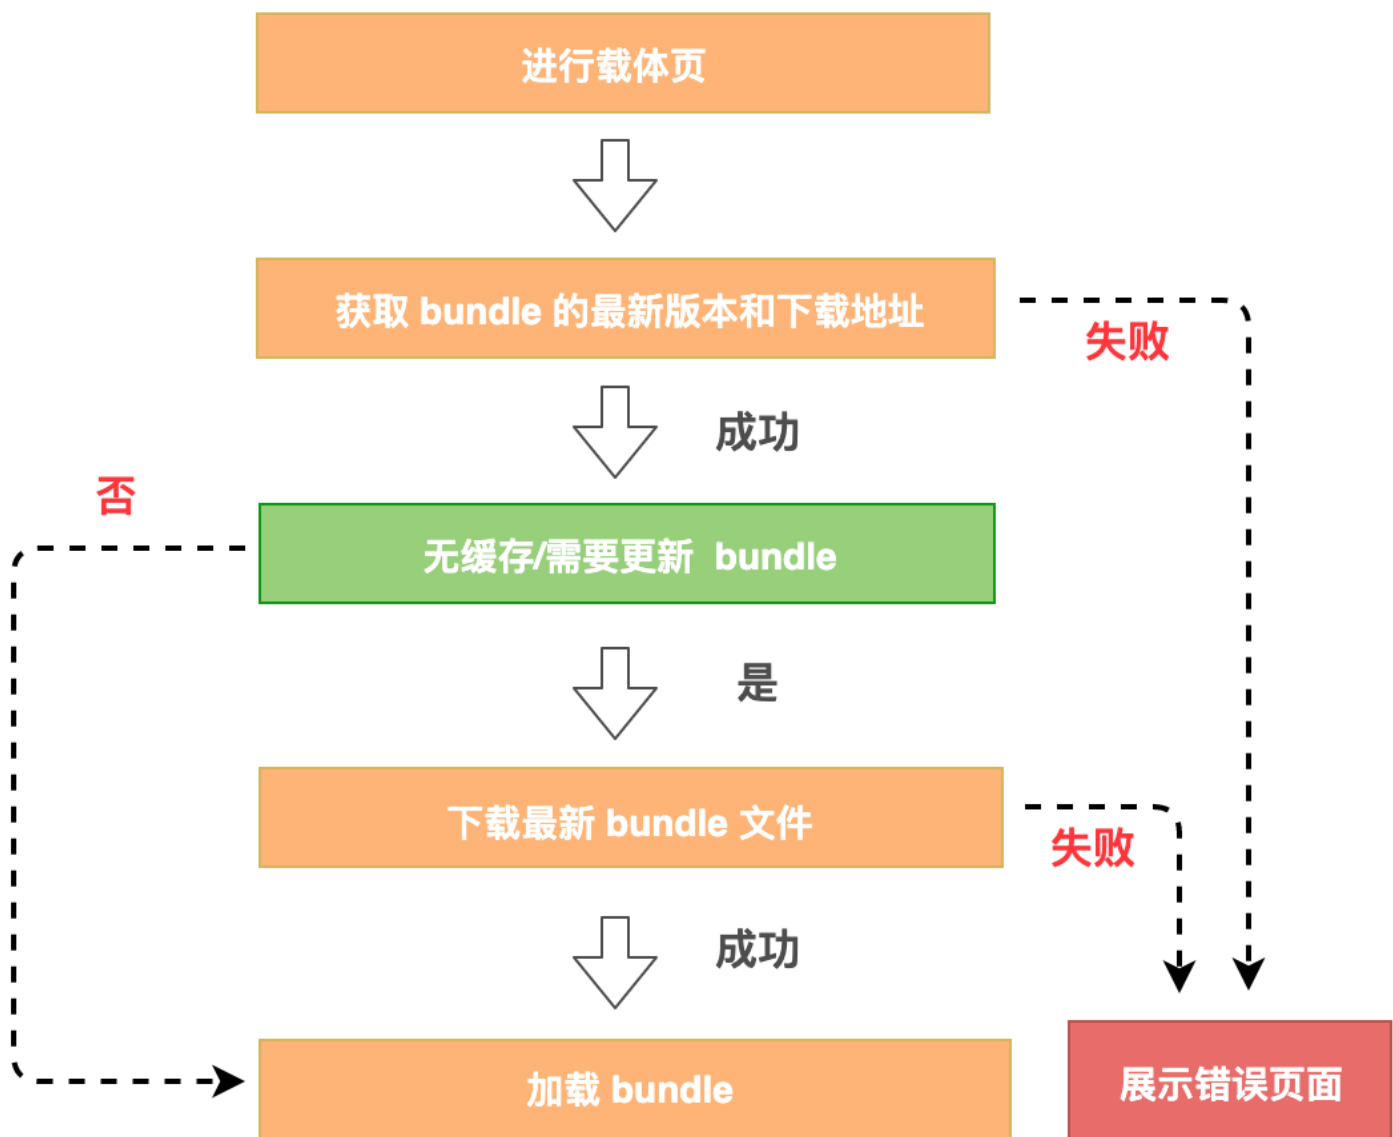 进行载体页
获取 bundle 的最新版本和下载地址
失败
成功
否
无缓存/需要更新 bundle
是
下载最新 bundle 文件
失败
成功
加载 bundle
展示错误页面